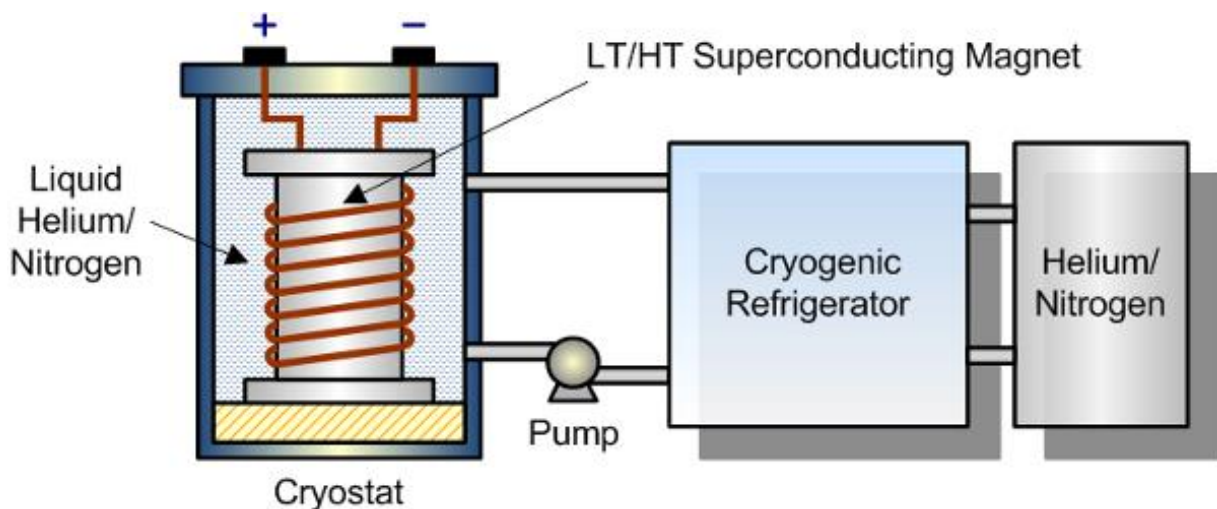 + −
LT/HT Superconducting Magnet
Liquid
Helium/
Nitrogen
Cryogenic
Refrigerator
Helium/
Nitrogen
Pump
Cryostat